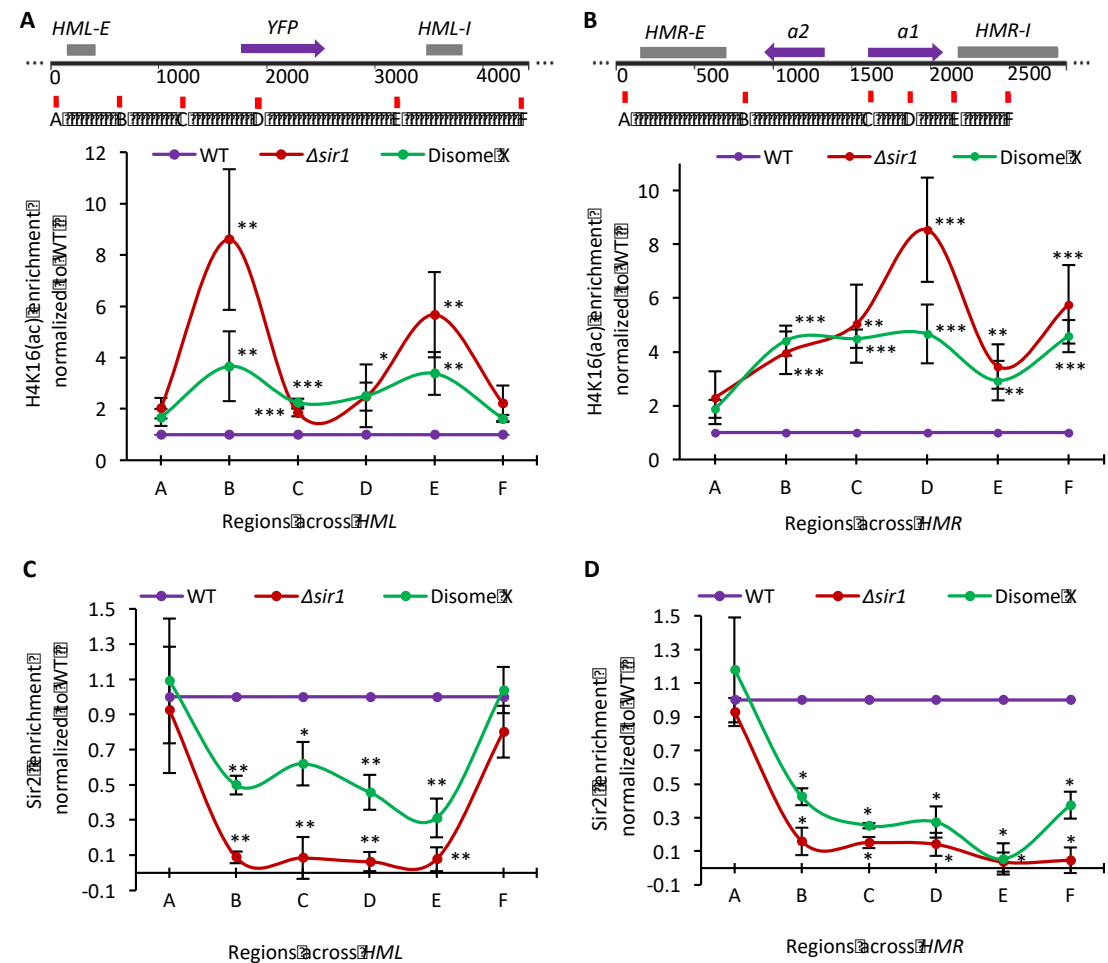 A
HML-E YFP HML-I
0 1000 2000 3000 4000
A B C D E F
WT Δsir1 Disome X
H4K16(ac) enrichment
normalized to WT
12
10
8
6
4
2
0
** ** *** *** * ** **
A B C D E F
Regions across HML
B
HMR-E a2 a1 HMR-I
0 500 1000 1500 2000 2500
A B C D E F
WT Δsir1 Disome X
H4K16(ac) enrichment
normalized to WT
10
8
6
4
2
0
*** *** ** *** *** *** ** ** *** ***
A B C D E F
Regions across HMR
C
WT Δsir1 Disome X
Sir2 enrichment
normalized to WT
1.5
1.3
1.1
0.9
0.7
0.5
0.3
0.1
-0.1
** ** * ** ** ** ** **
A B C D E F
Regions across HML
D
WT Δsir1 Disome X
Sir2 enrichment
normalized to WT
1.5
1.3
1.1
0.9
0.7
0.5
0.3
0.1
-0.1
* * * * * * * * * *
A B C D E F
Regions across HMR